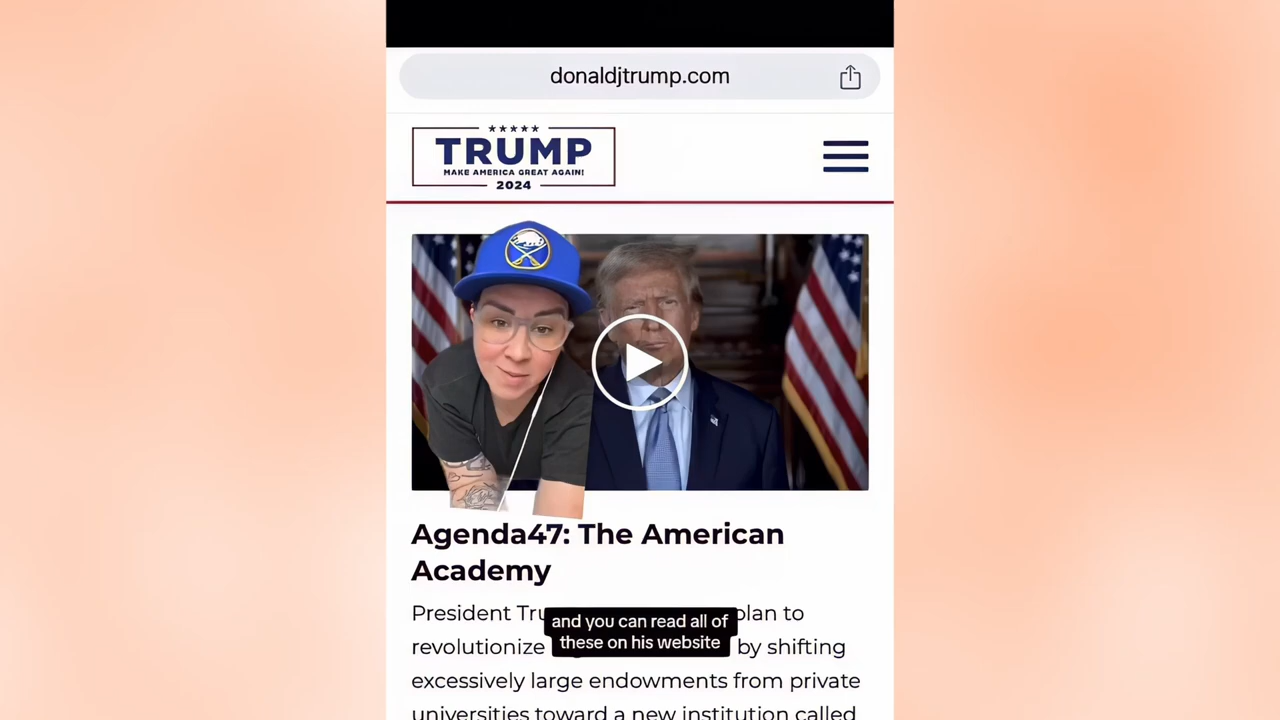 donaldjtrump.com
TRUMP
MAKE AMERICA GREAT AGAIN!
2024
Agenda47: The American
Academy
President plan to
revolutionize by shifting
and you can read all of
these on his website
excessively large endowments from private
universities toward a new institution called